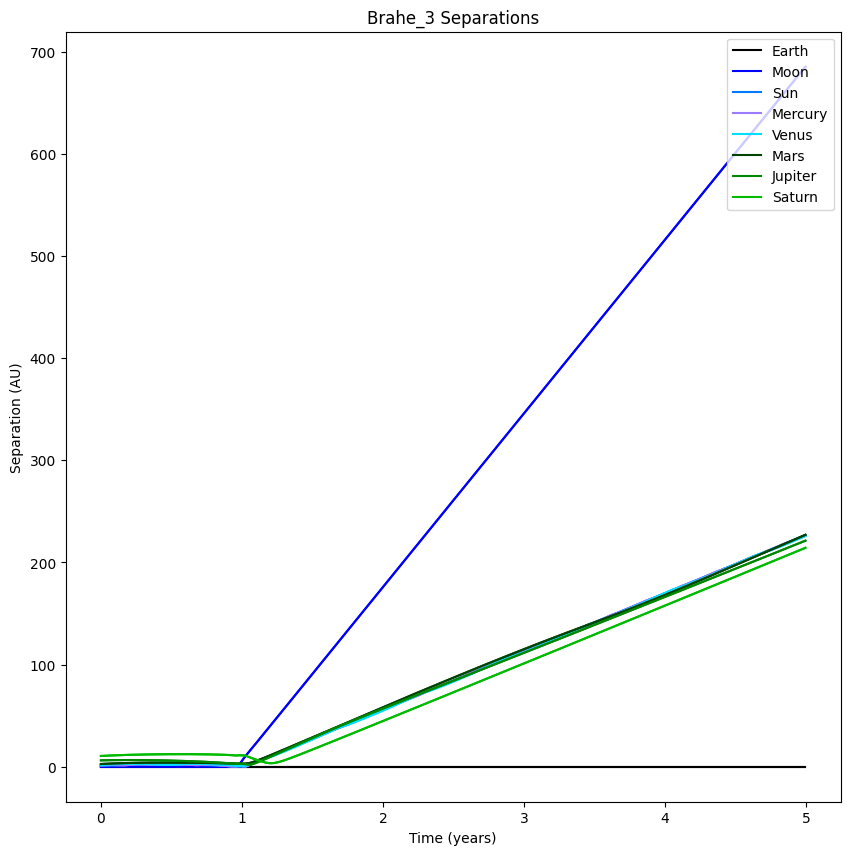 Brahe_3 Separations
Separation (AU)
700
600
500
400
300
200
100
0
Earth
Moon
Sun
Mercury
Venus
Mars
Jupiter
Saturn
0 1 2 3 4 5
Time (years)